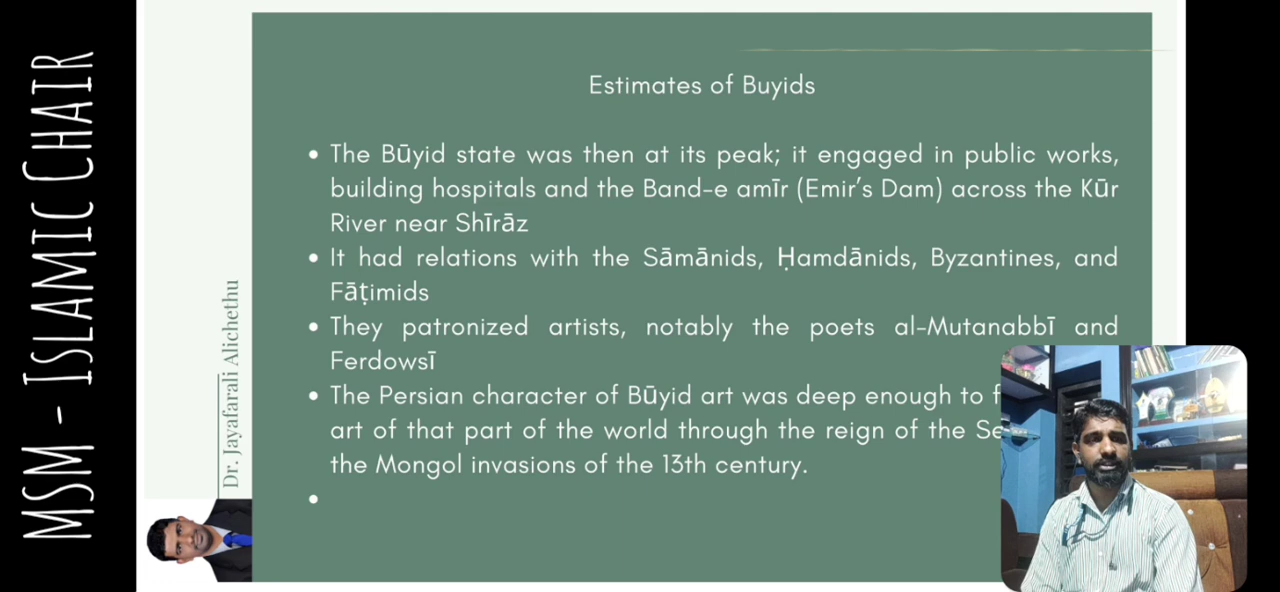 MSM - ISLAMIC CHAIR
Dr. Jayafarali Alichethu
Estimates of Buyids
• The Būyid state was then at its peak; it engaged in public works,
building hospitals and the Band-e amīr (Emir's Dam) across the Kūr
River near Shīrāz
• It had relations with the Sāmānids, Ḥamdānids, Byzantines, and
Fāṭimids
• They patronized artists, notably the poets al-Mutanabbī and
Ferdowsī
• The Persian character of Būyid art was deep enough to
art of that part of the world through the reign of the
the Mongol invasions of the 13th century.
•